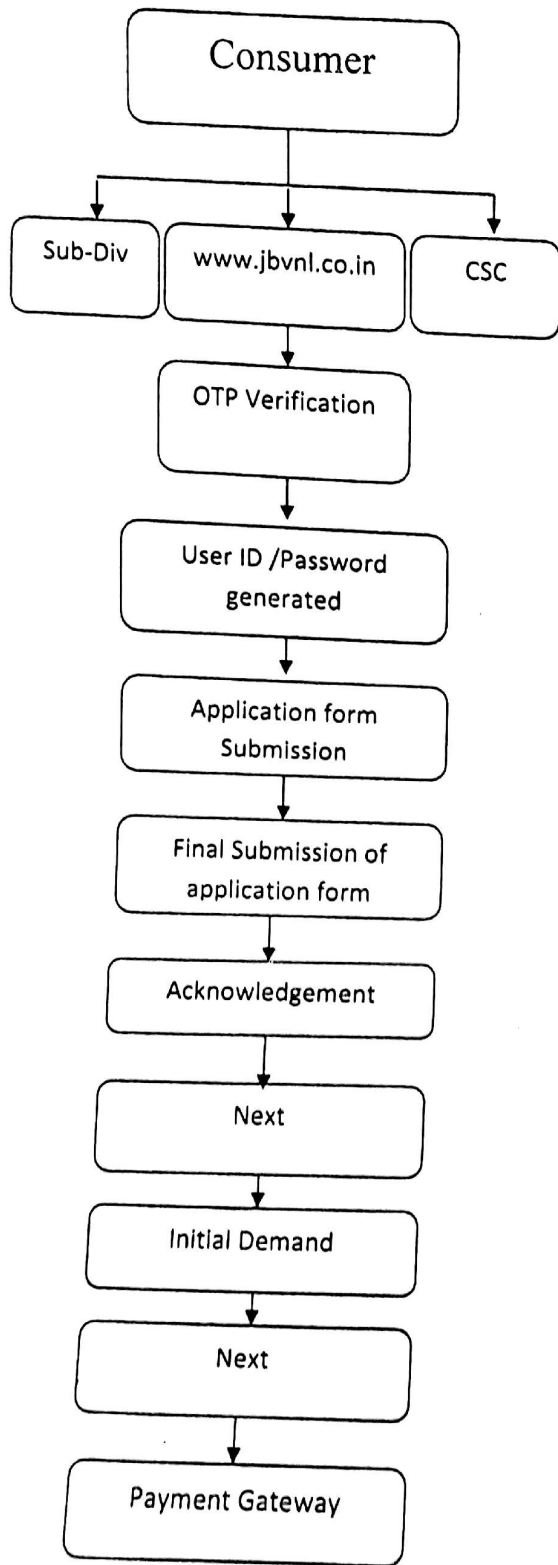 Consumer
Sub-Div
www.jbvnl.co.in
CSC
OTP Verification
User ID /Password
generated
Application form
Submission
Final Submission of
application form
Acknowledgement
Next
Initial Demand
Next
Payment Gateway